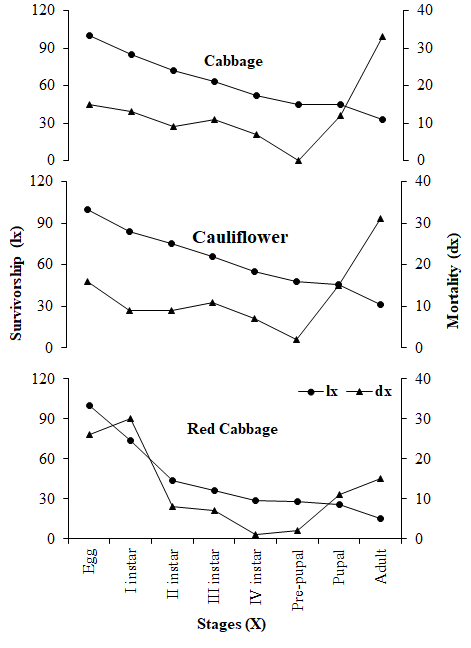 120 40
Cabbage
90 30
60 20
30 10
0 0
120 40
90 Cauliflower 30
60 20
30 10
0 0
Survivorship (lx)
Mortality (dx)
120 40
lx dx
90 30
Red Cabbage
60 20
30 10
0 0
Egg
I instar
II instar
III instar
IV instar
Pre-pupal
Pupal
Adult
Stages (X)